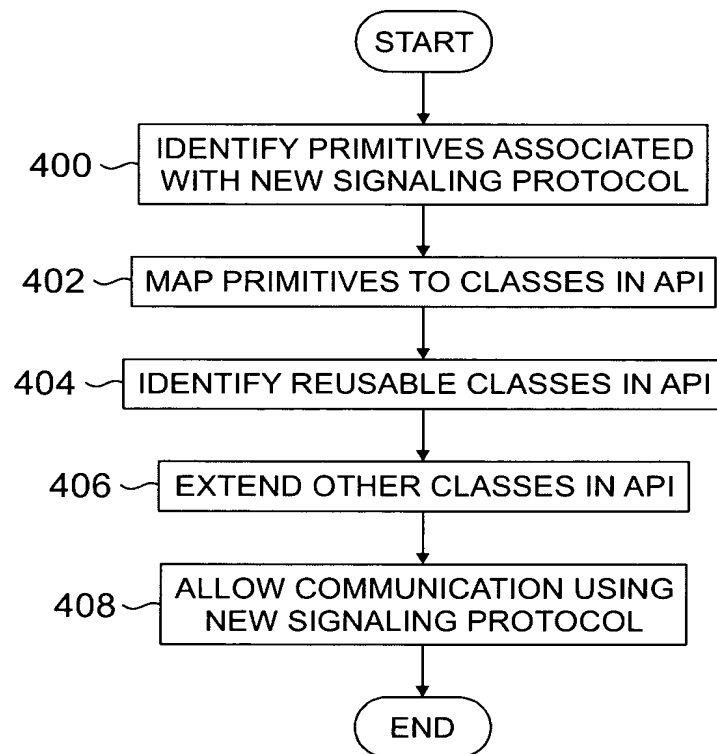 START
400
IDENTIFY PRIMITIVES ASSOCIATED
WITH NEW SIGNALING PROTOCOL
402
MAP PRIMITIVES TO CLASSES IN API
404
IDENTIFY REUSABLE CLASSES IN API
406
EXTEND OTHER CLASSES IN API
408
ALLOW COMMUNICATION USING
NEW SIGNALING PROTOCOL
END